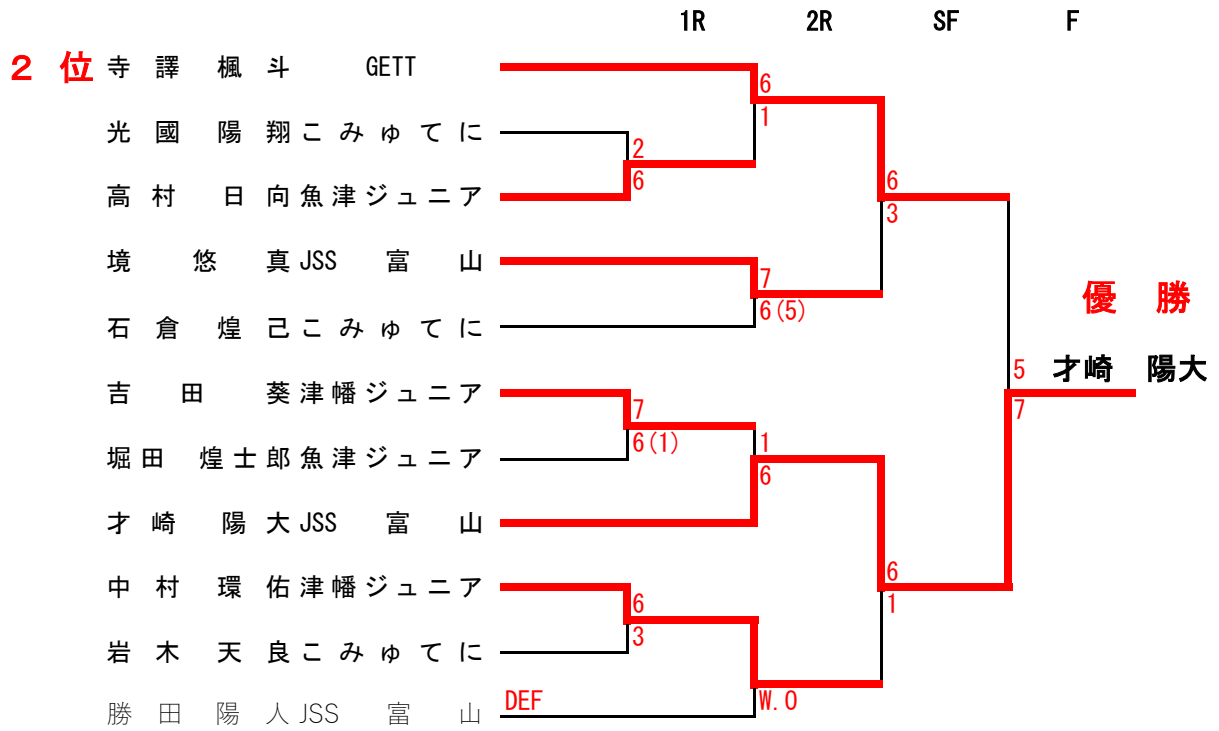 1R 2R SF F
2 位 寺譯 楓斗 GETT
6
1
光國 陽翔 こみゅてに
2
6
高村 日向 魚津ジュニア
6
3
境 悠真 JSS 富山
7
6(5)
優 勝
石倉 煌己 こみゅてに
5 才崎 陽大
7
吉田 葵 津幡ジュニア
7
6(1)
1
6
堀田 煌士郎 魚津ジュニア
才崎 陽大 JSS 富山
6
1
中村 環佑 津幡ジュニア
6
3
岩木 天良 こみゅてに
勝田 陽人 JSS 富山
DEF W.O